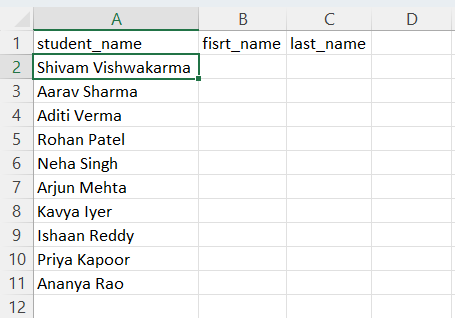 A B C D
1 student_name fisrt_name last_name
2 Shivam Vishwakarma
3 Aarav Sharma
4 Aditi Verma
5 Rohan Patel
6 Neha Singh
7 Arjun Mehta
8 Kavya Iyer
9 Ishaan Reddy
10 Priya Kapoor
11 Ananya Rao
12